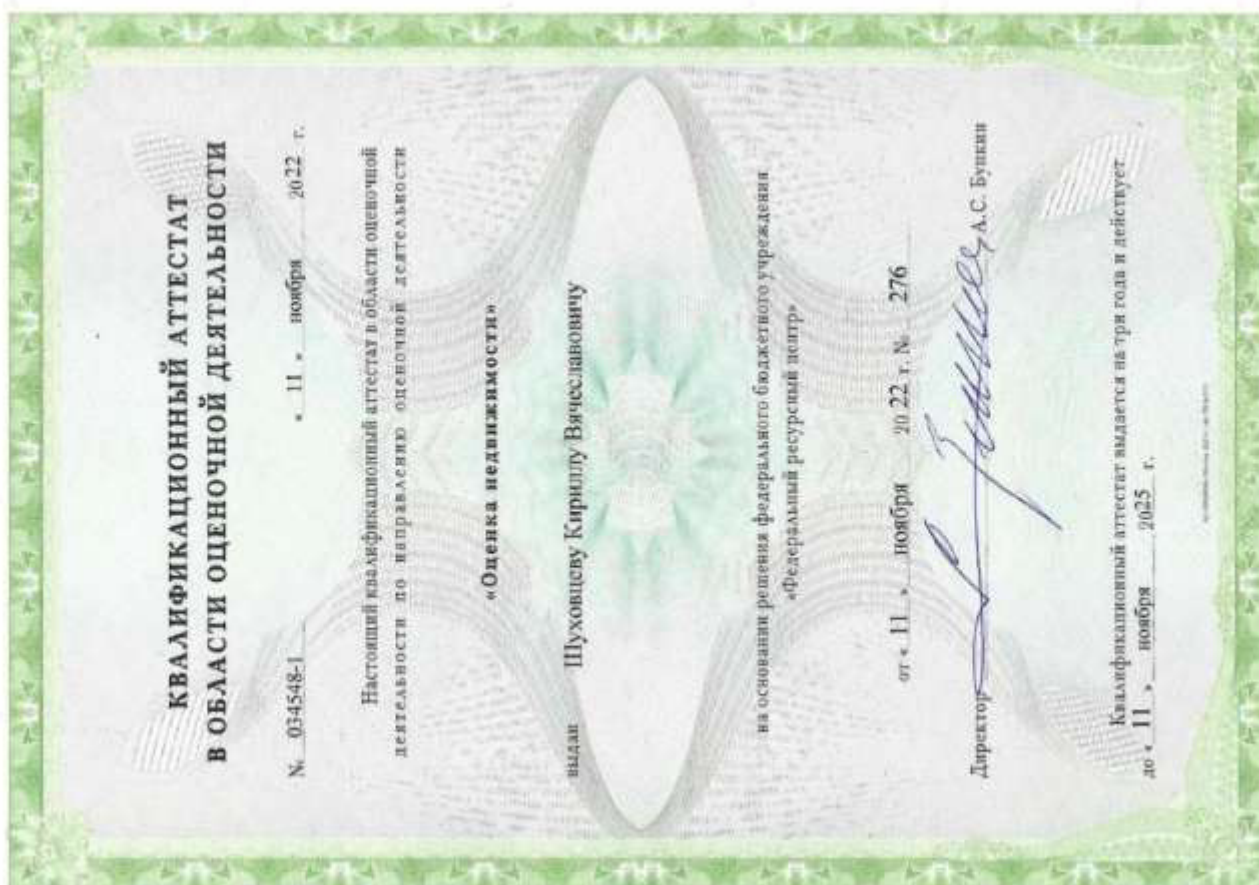 КВАЛИФИКАЦИОННЫЙ АТТЕСТАТ
В ОБЛАСТИ ОЦЕНОЧНОЙ ДЕЯТЕЛЬНОСТИ
№ 034548-1 « 11 » ноября 2022 г.
Настоящий квалификационный аттестат в области оценочной
деятельности по направлению оценочной деятельности
«Оценка недвижимости»
выдан Шуховцеву Кириллу Вячеславовичу
на основании решения федерального бюджетного учреждения
«Федеральный ресурсный центр»
от « 11 » ноября 2022 г. № 276
Директор А.С. Бункин
Квалификационный аттестат выдается на три года и действует
до « 11 » ноября 2025 г.